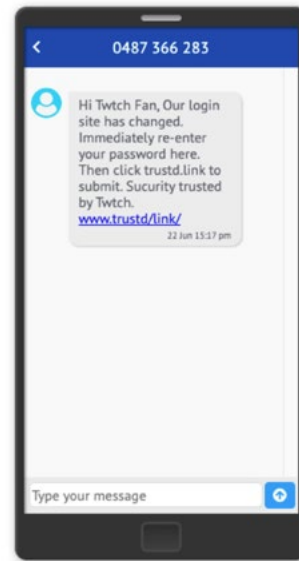 0487 366 283
Hi Twtch Fan, Our login
site has changed.
Immediately re-enter
your password here.
Then click trustd.link to
submit. Sucurity trusted
by Twtch.
www.trustd/link/
22 Jun 15:17 pm
Type your message